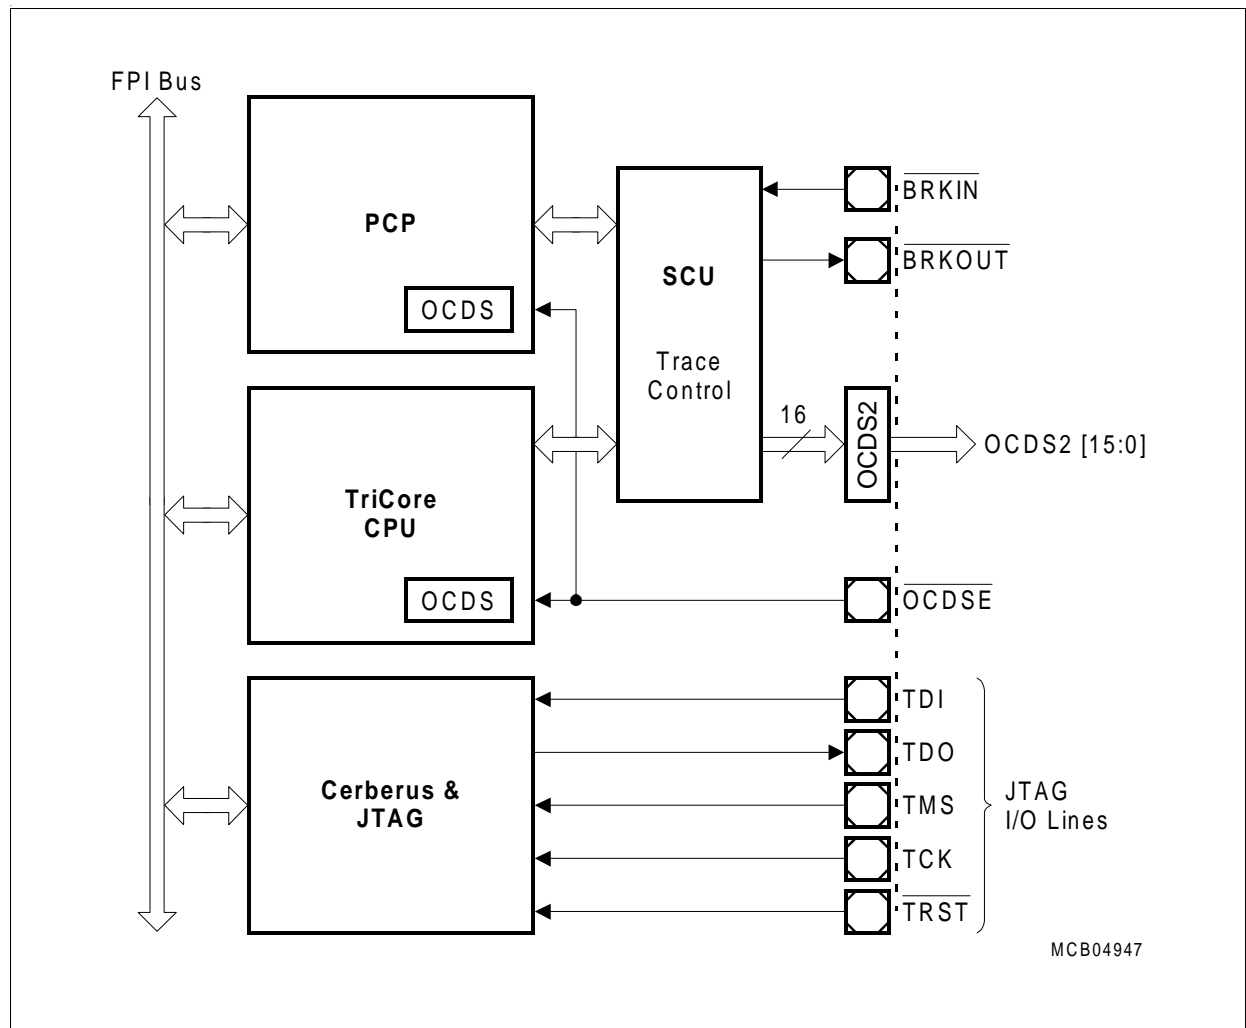 FPI Bus
PCP
OCDS
SCU
Trace
Control
BRKIN
BRKOUT
16
OCDS2
OCDS2 [15:0]
TriCore
CPU
OCDS
OCDSE
Cerberus &
JTAG
TDI
TDO
TMS
TCK
TRST
JTAG
I/O Lines
MCB04947